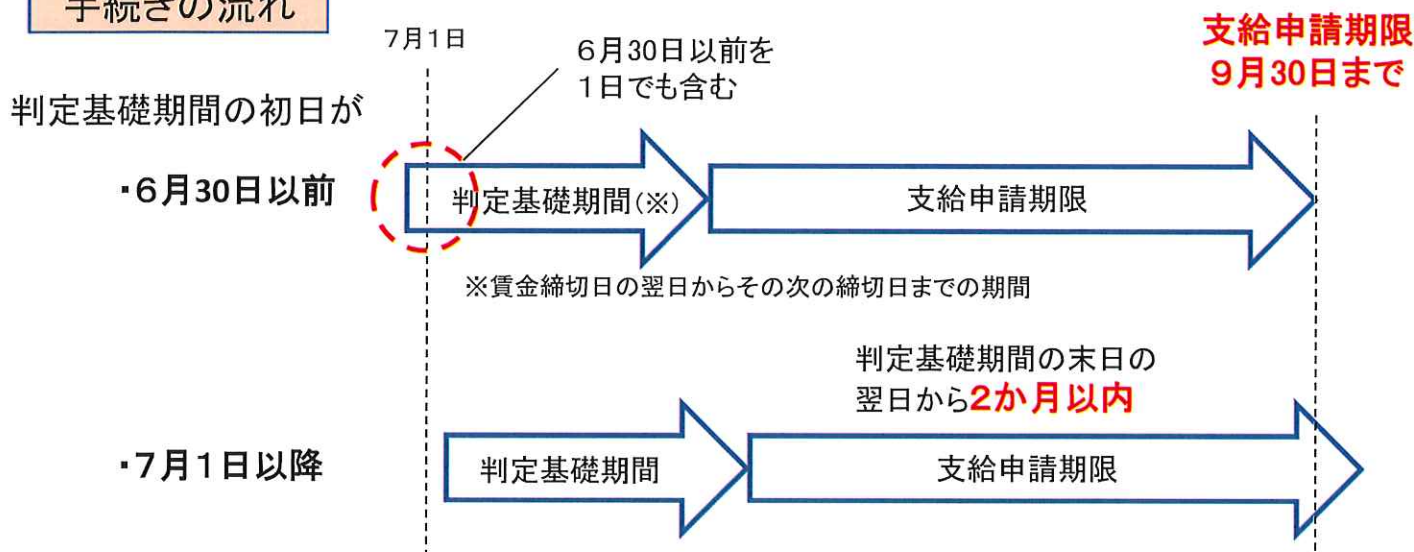 手続きの流れ
7月1日
6月30日以前を
1日でも含む
支給申請期限
9月30日まで
判定基礎期間の初日が
・6月30日以前
判定基礎期間(※)
支給申請期限
※賃金締切日の翌日からその次の締切日までの期間
判定基礎期間の末日の
翌日から2か月以内
・7月1日以降
判定基礎期間
支給申請期限